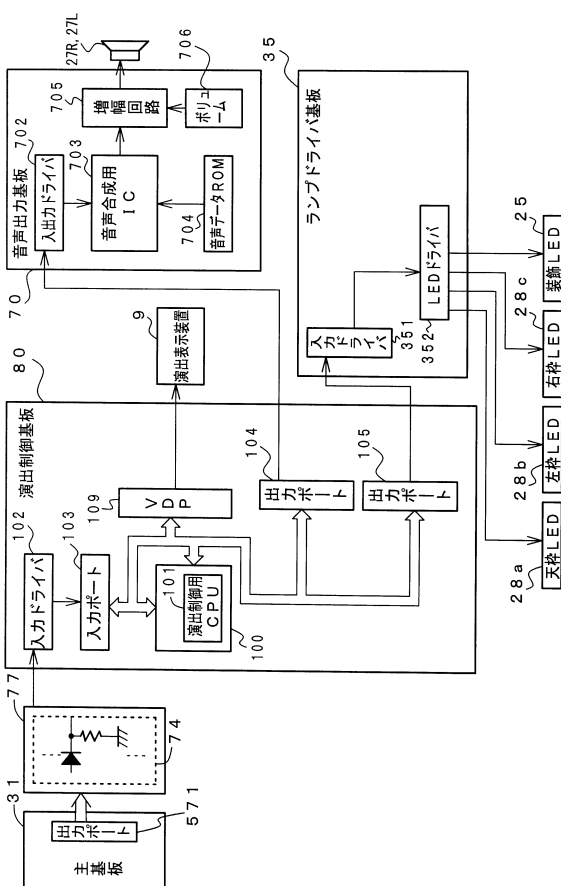 31
主基板
出力ポート
571
77
74
80
演出制御基板
102
入力ドライバ
103
入力ポート
109
VDP
101
演出制御用
CPU
100
104
出力ポート
105
出力ポート
9
演出表示装置
70
音声出力基板
702
入出力ドライバ
703
音声合成用
IC
704
音声データROM
705
増幅
回路
706
ボリュ
ーム
27R, 27L
35
ランプドライバ基板
入力ド
ライバ
351
LEDドライバ
352
28a
天枠LED
28b
左枠LED
28c
右枠LED
25
装飾LED